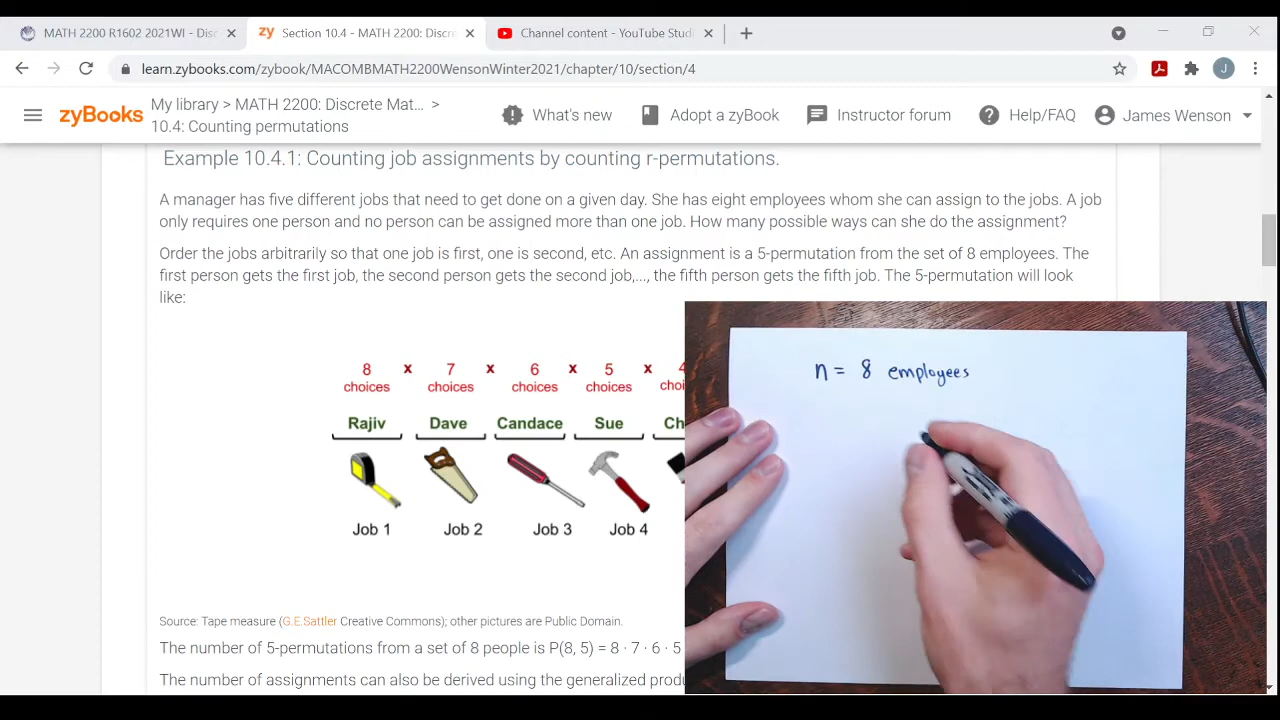 MATH 2200 R1602 2021WI - Disc
zy Section 10.4 - MATH 2200: Discre
Channel content - YouTube Studi
learn.zybooks.com/zybook/MACOMBMATH2200WensonWinter2021/chapter/10/section/4
J
zyBooks
My library > MATH 2200: Discrete Mat... >
10.4: Counting permutations
What's new
Adopt a zyBook
Instructor forum
Help/FAQ
James Wenson
Example 10.4.1: Counting job assignments by counting r-permutations.
A manager has five different jobs that need to get done on a given day. She has eight employees whom she can assign to the jobs. A job
only requires one person and no person can be assigned more than one job. How many possible ways can she do the assignment?
Order the jobs arbitrarily so that one job is first, one is second, etc. An assignment is a 5-permutation from the set of 8 employees. The
first person gets the first job, the second person gets the second job,..., the fifth person gets the fifth job. The 5-permutation will look
like:
8 x 7 x 6 x 5 x 4
choices choices choices choices choi
Rajiv Dave Candace Sue Ch
Job 1 Job 2 Job 3 Job 4
n = 8 employees
Source: Tape measure (G.E.Sattler Creative Commons); other pictures are Public Domain.
The number of 5-permutations from a set of 8 people is P(8, 5) = 8 · 7 · 6 · 5
The number of assignments can also be derived using the generalized produ